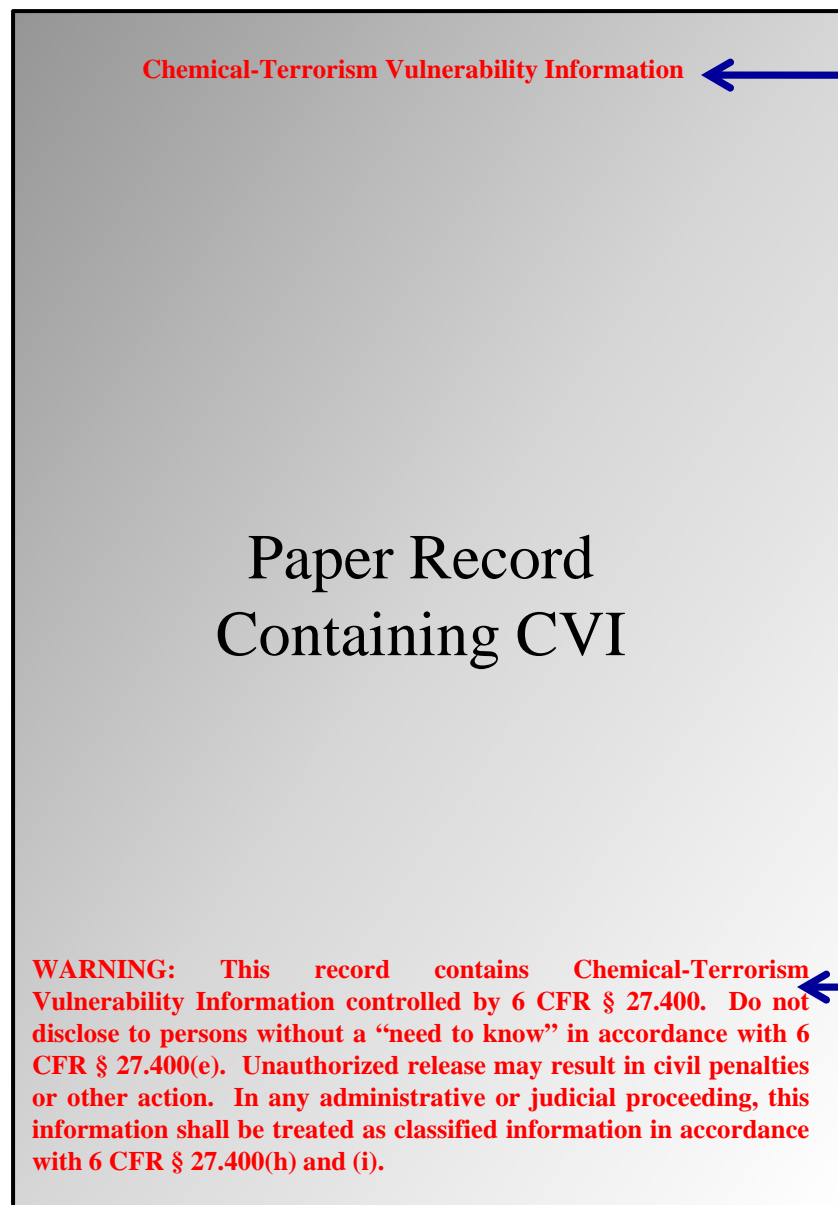 Chemical-Terrorism Vulnerability Information
Paper Record
Containing CVI
WARNING: This record contains Chemical-Terrorism
Vulnerability Information controlled by 6 CFR § 27.400. Do not
disclose to persons without a “need to know” in accordance with 6
CFR § 27.400(e). Unauthorized release may result in civil penalties
or other action. In any administrative or judicial proceeding, this
information shall be treated as classified information in accordance
with 6 CFR § 27.400(h) and (i).